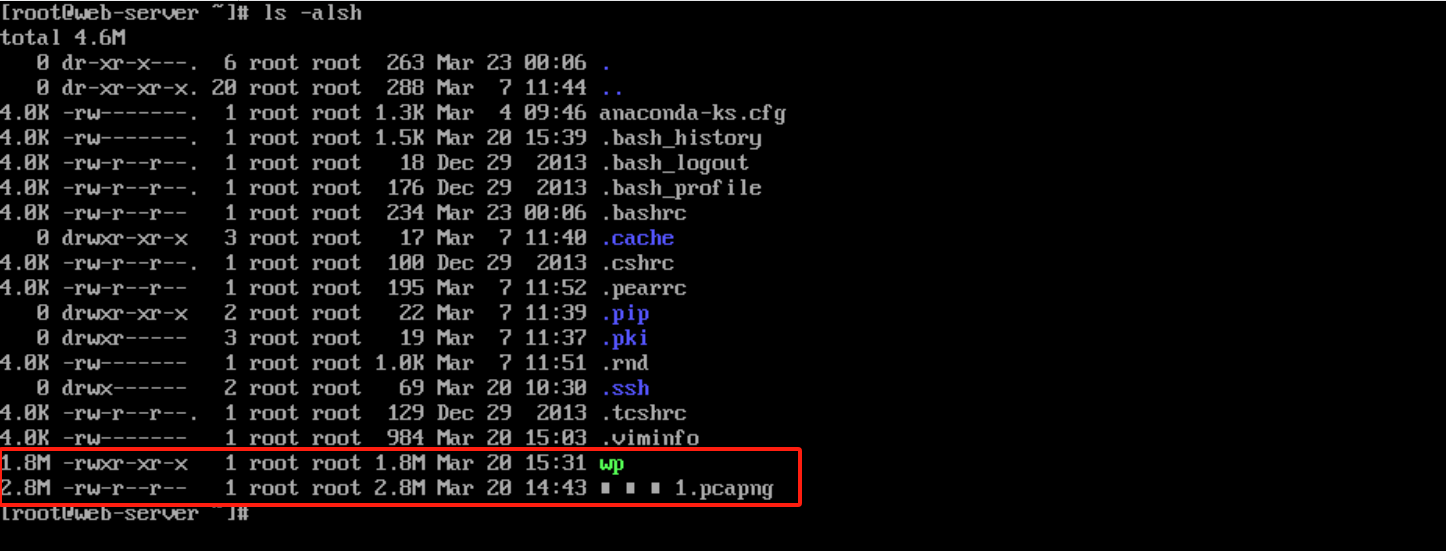 [root@web-server ~]# ls -alsh
total 4.6M
   0 dr-xr-x---.  6 root root  263 Mar 23 00:06 .
   0 dr-xr-xr-x. 20 root root  288 Mar  7 11:44 ..
4.0K -rw-------.  1 root root 1.3K Mar  4 09:46 anaconda-ks.cfg
4.0K -rw-------.  1 root root 1.5K Mar 20 15:39 .bash_history
4.0K -rw-r--r--.  1 root root   18 Dec 29  2013 .bash_logout
4.0K -rw-r--r--.  1 root root  176 Dec 29  2013 .bash_profile
4.0K -rw-r--r--   1 root root  234 Mar 23 00:06 .bashrc
   0 drwxr-xr-x   3 root root   17 Mar  7 11:40 .cache
4.0K -rw-r--r--.  1 root root  100 Dec 29  2013 .cshrc
4.0K -rw-r--r--   1 root root  195 Mar  7 11:52 .pearrc
   0 drwxr-xr-x   2 root root   22 Mar  7 11:39 .pip
   0 drwxr-----   3 root root   19 Mar  7 11:37 .pki
4.0K -rw-------   1 root root 1.0K Mar  7 11:51 .rnd
   0 drwx------   2 root root   69 Mar 20 10:30 .ssh
4.0K -rw-r--r--.  1 root root  129 Dec 29  2013 .tcshrc
4.0K -rw-------   1 root root  984 Mar 20 15:03 .viminfo
1.8M -rwxr-xr-x   1 root root 1.8M Mar 20 15:31 wp
2.8M -rw-r--r--   1 root root 2.8M Mar 20 14:43 ■ ■ ■ 1.pcapng
[root@web-server ~]#